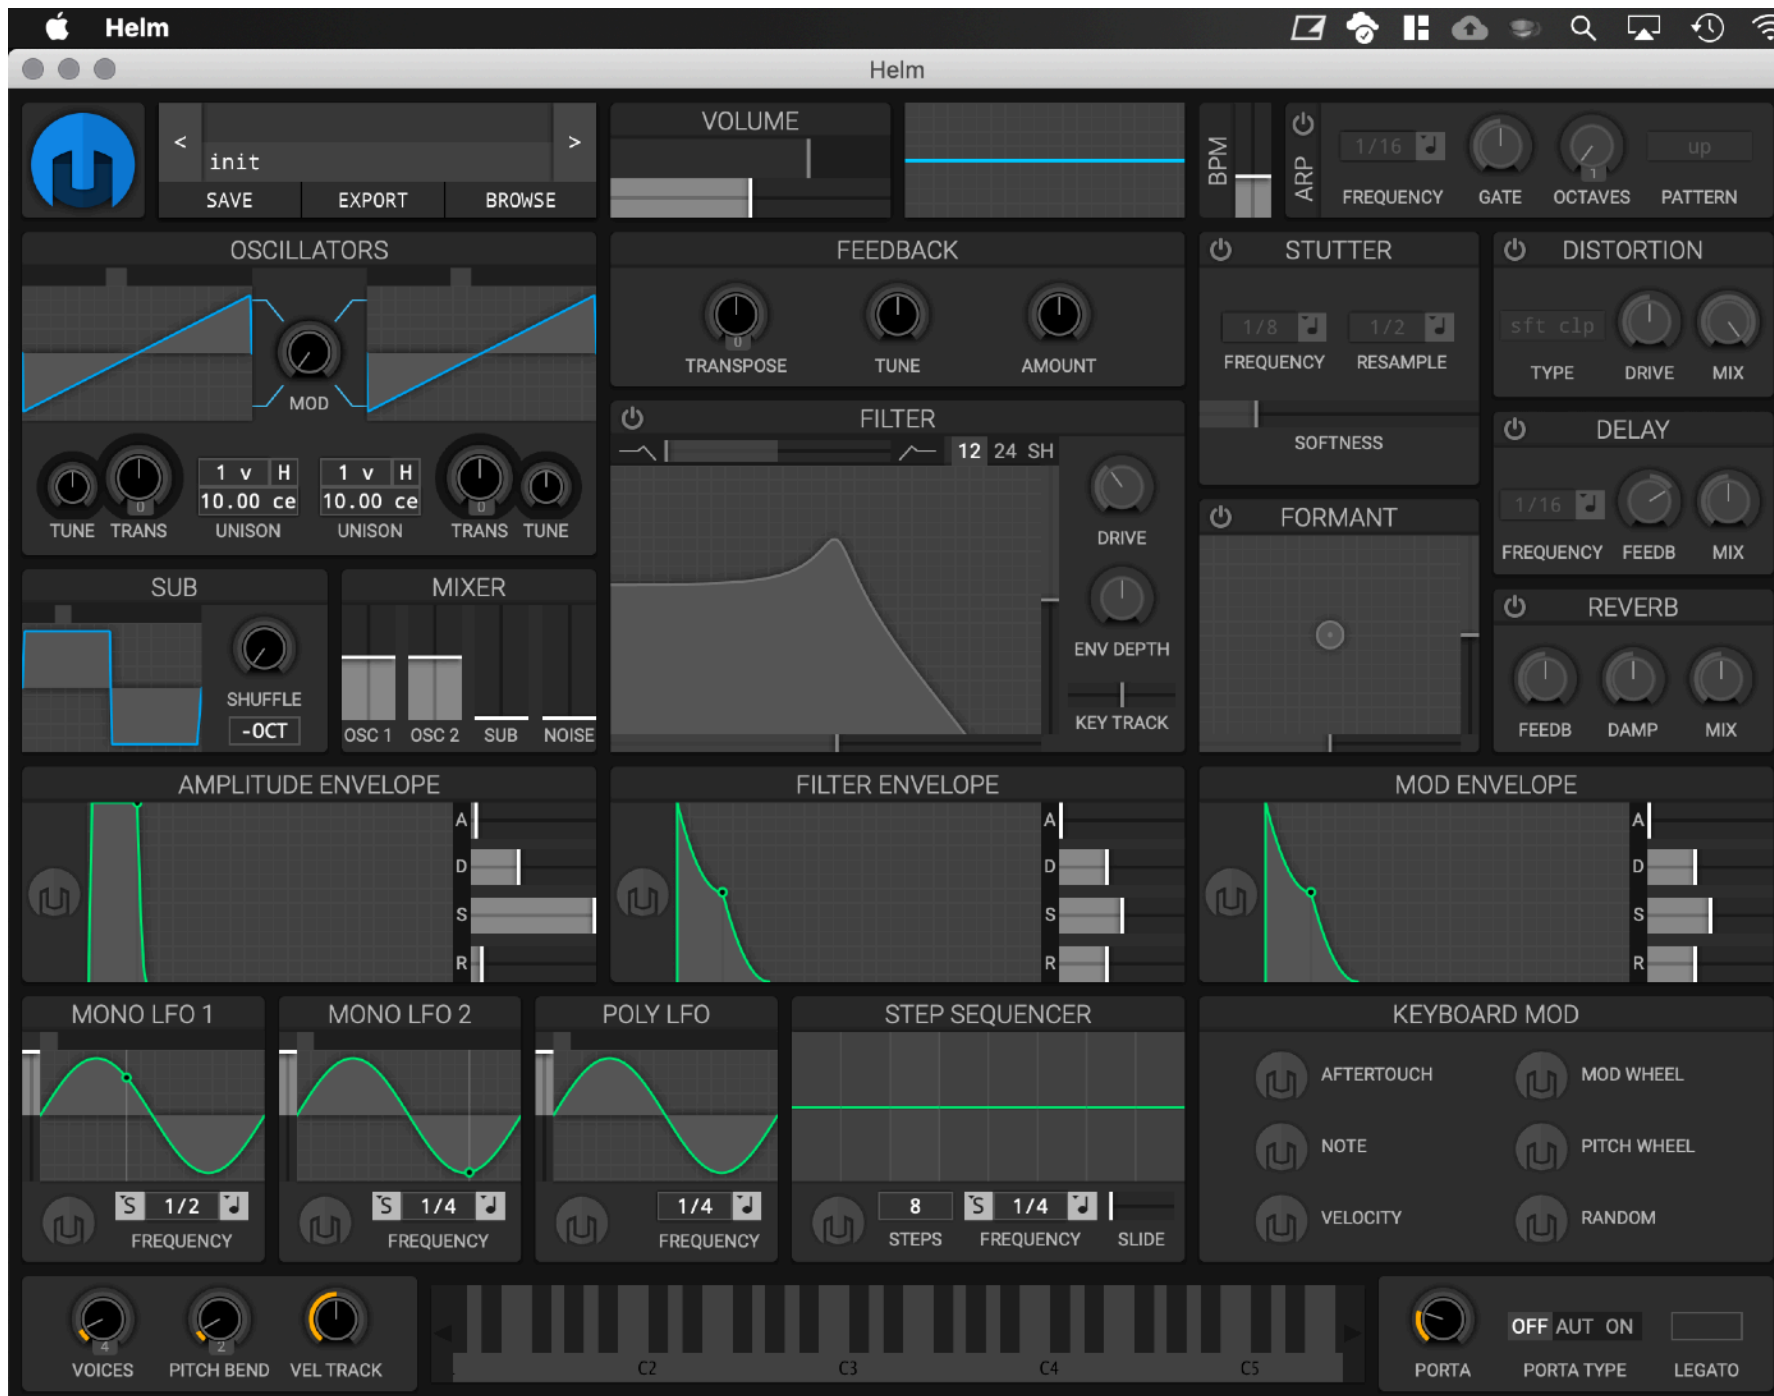 Helm
Helm
< init >
SAVE EXPORT BROWSE
VOLUME
BPM
ARP
1/16 up
FREQUENCY GATE 1 OCTAVES PATTERN
OSCILLATORS
MOD
0 0
1 v H 1 v H
10.00 ce 10.00 ce
TUNE TRANS UNISON UNISON TRANS TUNE
FEEDBACK
0
TRANSPOSE TUNE AMOUNT
STUTTER
1/8 1/2
FREQUENCY RESAMPLE
SOFTNESS
DISTORTION
sft clp
TYPE DRIVE MIX
FILTER
12 24 SH
DRIVE
ENV DEPTH
KEY TRACK
DELAY
1/16
FREQUENCY FEEDB MIX
FORMANT
REVERB
FEEDB DAMP MIX
SUB
SHUFFLE
-OCT
MIXER
OSC 1 OSC 2 SUB NOISE
AMPLITUDE ENVELOPE
A
D
S
R
FILTER ENVELOPE
A
D
S
R
MOD ENVELOPE
A
D
S
R
MONO LFO 1
S 1/2
FREQUENCY
MONO LFO 2
S 1/4
FREQUENCY
POLY LFO
1/4
FREQUENCY
STEP SEQUENCER
8 S 1/4
STEPS FREQUENCY SLIDE
KEYBOARD MOD
AFTERTOUCH MOD WHEEL
NOTE PITCH WHEEL
VELOCITY RANDOM
4 2
VOICES PITCH BEND VEL TRACK
C2 C3 C4 C5
OFF AUT ON
PORTA PORTA TYPE LEGATO